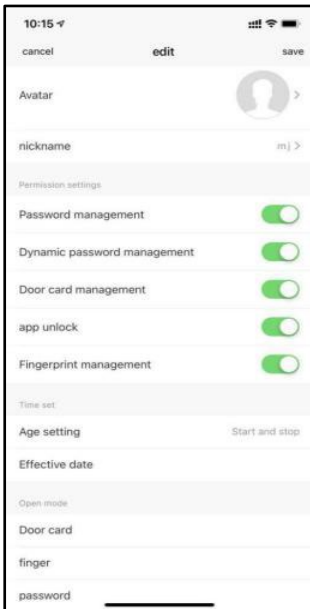 10:15
cancel edit save
Avatar
nickname mj
Permission settings
Password management
Dynamic password management
Door card management
app unlock
Fingerprint management
Time set
Age setting Start and stop
Effective date
Open mode
Door card
finger
password